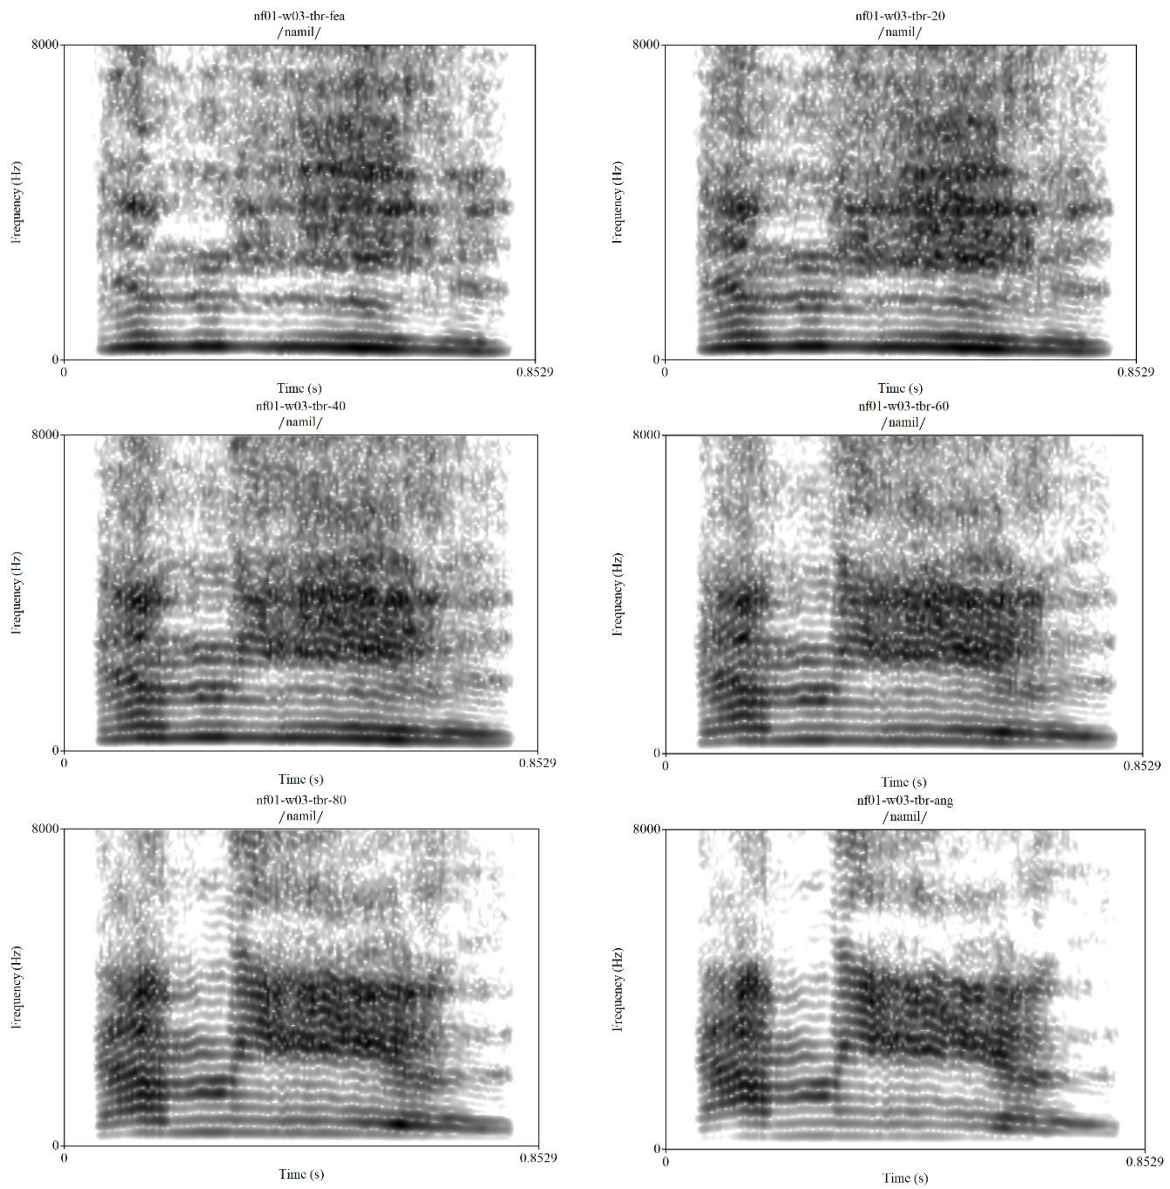 nf01-w03-tbr-fea
/namil/
8000
Frequency (Hz)
0
0
0.8529
Time (s)
nf01-w03-tbr-20
/namil/
8000
Frequency (Hz)
0
0
0.8529
Time (s)
nf01-w03-tbr-40
/namil/
8000
Frequency (Hz)
0
0
0.8529
Time (s)
nf01-w03-tbr-60
/namil/
8000
Frequency (Hz)
0
0
0.8529
Time (s)
nf01-w03-tbr-80
/namil/
8000
Frequency (Hz)
0
0
0.8529
Time (s)
nf01-w03-tbr-ang
/namil/
8000
Frequency (Hz)
0
0
0.8529
Time (s)